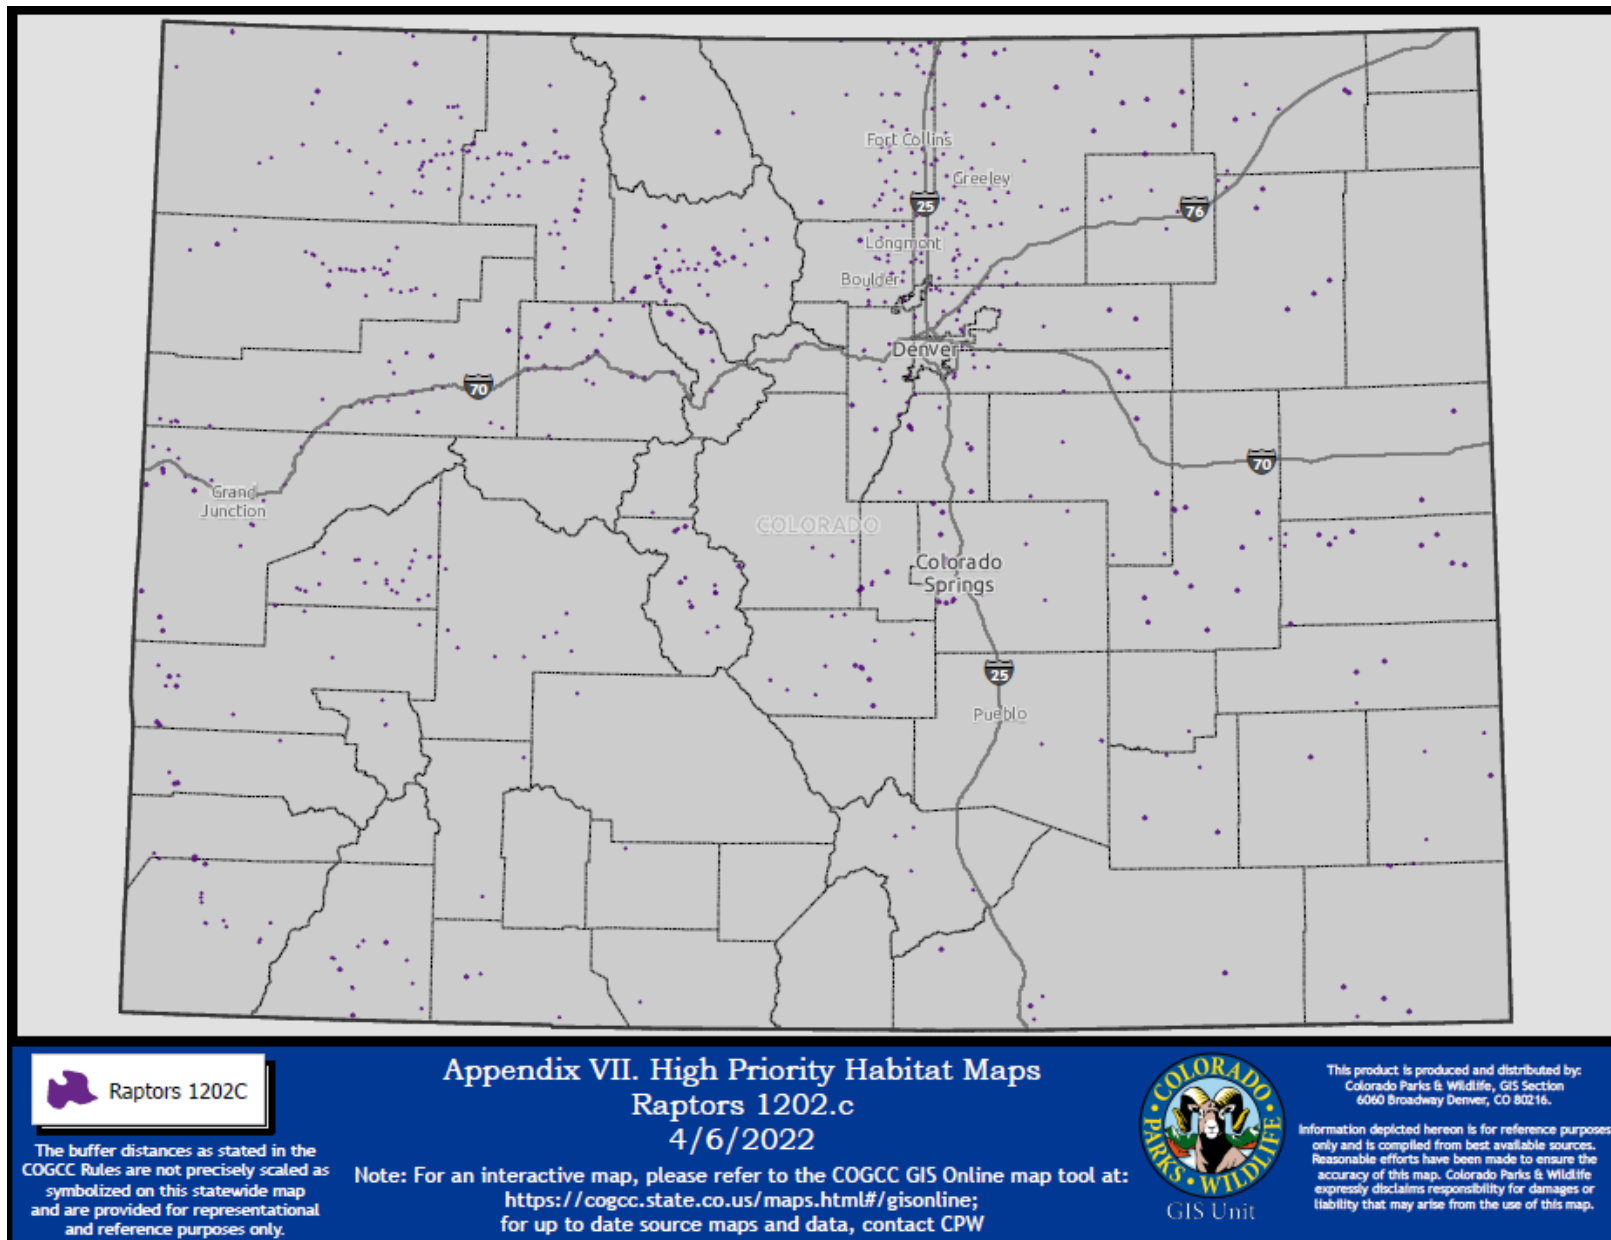 Fort Collins
Greeley
25
76
Longmont
Boulder
Denver
70
70
Grand
Junction
COLORADO
Colorado
Springs
25
Pueblo
Raptors 1202C
The buffer distances as stated in the
COGCC Rules are not precisely scaled as
symbolized on this statewide map
and are provided for representational
and reference purposes only.
Appendix VII. High Priority Habitat Maps
Raptors 1202.c
4/6/2022
Note: For an interactive map, please refer to the COGCC GIS Online map tool at:
https://cogcc.state.co.us/maps.html#/gisonline;
for up to date source maps and data, contact CPW
COLORADO
PARKS • WILDLIFE
GIS Unit
This product is produced and distributed by:
Colorado Parks & Wildlife, GIS Section
6060 Broadway Denver, CO 80216.
Information depicted hereon is for reference purposes
only and is compiled from best available sources.
Reasonable efforts have been made to ensure the
accuracy of this map. Colorado Parks & Wildlife
expressly disclaims responsibility for damages or
liability that may arise from the use of this map.